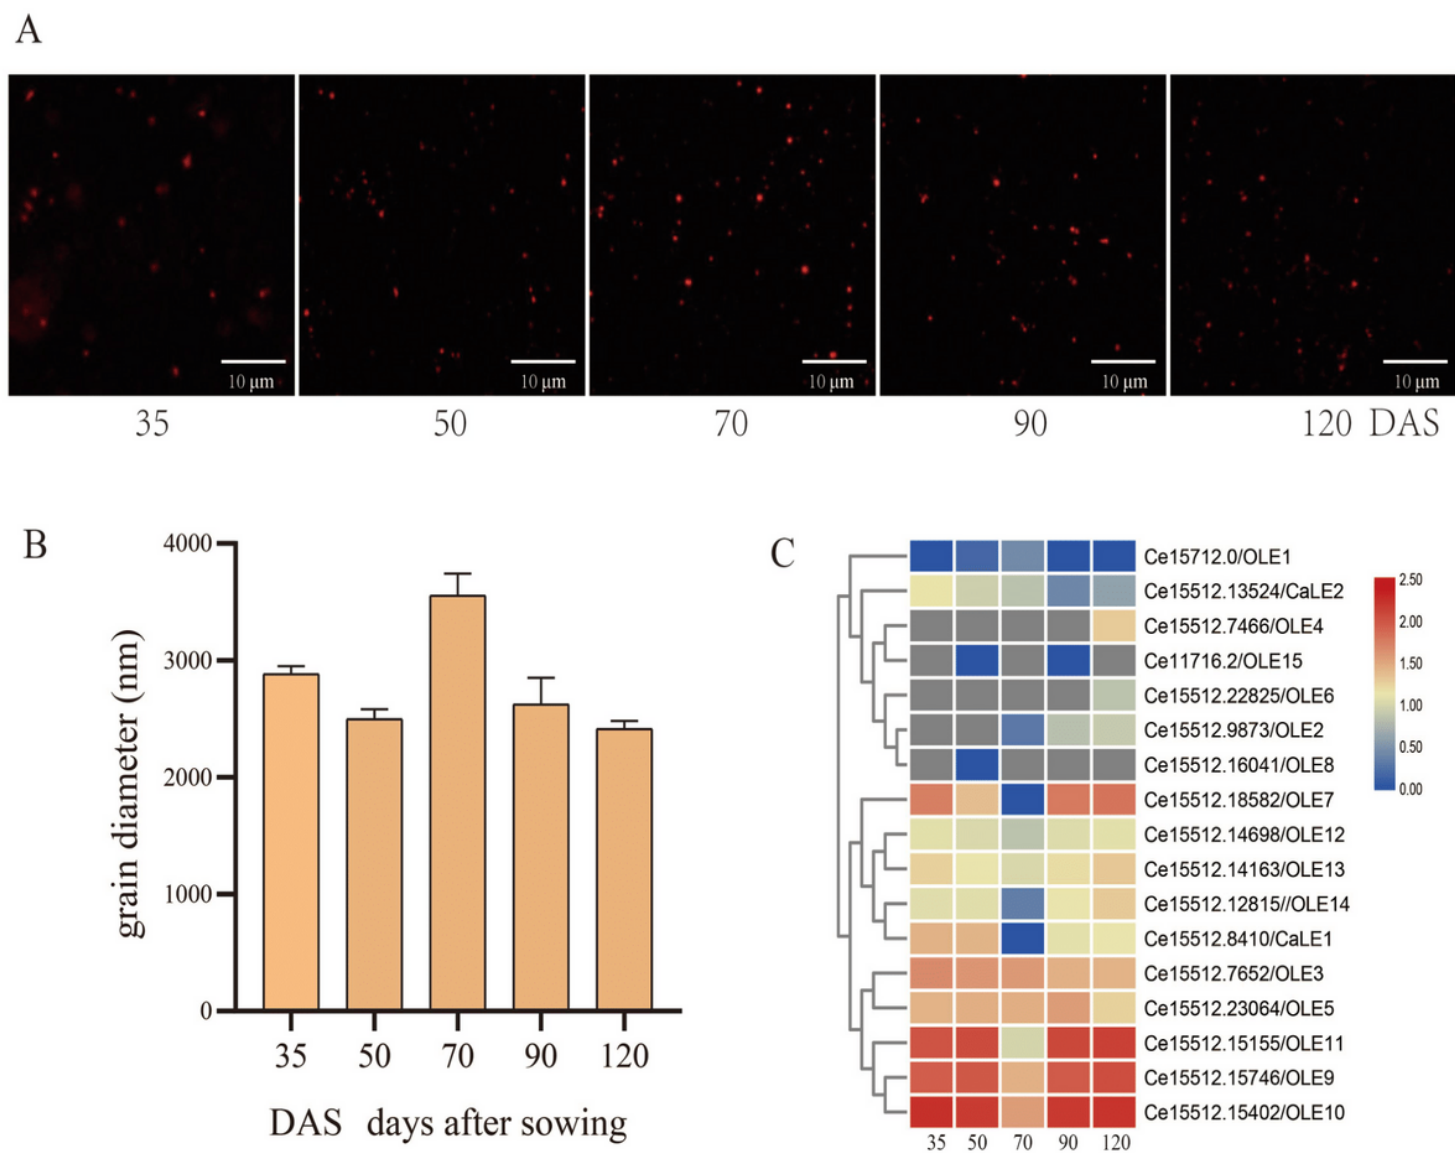 A
10 μm 10 μm 10 μm 10 μm 10 μm
35 50 70 90 120 DAS
B
4000
3000
2000
1000
0
grain diameter (nm)
35 50 70 90 120
DAS days after sowing
C
Ce15712.0/OLE1
Ce15512.13524/CaLE2
Ce15512.7466/OLE4
Ce11716.2/OLE15
Ce15512.22825/OLE6
Ce15512.9873/OLE2
Ce15512.16041/OLE8
Ce15512.18582/OLE7
Ce15512.14698/OLE12
Ce15512.14163/OLE13
Ce15512.12815//OLE14
Ce15512.8410/CaLE1
Ce15512.7652/OLE3
Ce15512.23064/OLE5
Ce15512.15155/OLE11
Ce15512.15746/OLE9
Ce15512.15402/OLE10
35 50 70 90 120
2.50
2.00
1.50
1.00
0.50
0.00